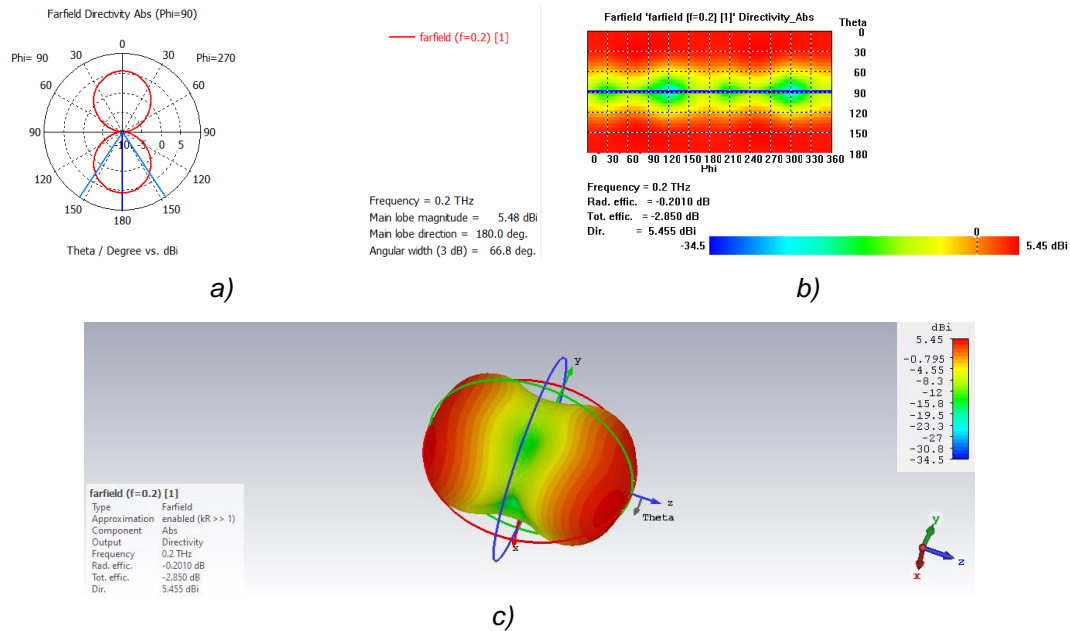 Farfield Directivity Abs (Phi=90)
farfield (f=0.2) [1]
0
Phi= 90
30
30
Phi=270
60
60
90
-10
-5
0
5
90
120
120
150
150
180
Theta / Degree vs. dBi
Frequency = 0.2 THz
Main lobe magnitude = 5.48 dBi
Main lobe direction = 180.0 deg.
Angular width (3 dB) = 66.8 deg.
a)
Farfield 'farfield (f=0.2) [1]' Directivity_Abs
Theta
0
30
60
90
120
150
180
0 30 60 90 120 150 180 210 240 270 300 330 360
Phi
Frequency = 0.2 THz
Rad. effic. = -0.2010 dB
Tot. effic. = -2.850 dB
Dir. = 5.455 dBi
0
-34.5
5.45 dBi
b)
dBi
5.45
-0.795
-4.55
-8.3
-12
-15.8
-19.5
-23.3
-27
-30.8
-34.5
y
z
Theta
x
farfield (f=0.2) [1]
Type Farfield
Approximation enabled (kR >> 1)
Component Abs
Output Directivity
Frequency 0.2 THz
Rad. effic. -0.2010 dB
Tot. effic. -2.850 dB
Dir. 5.455 dBi
y
z
x
c)